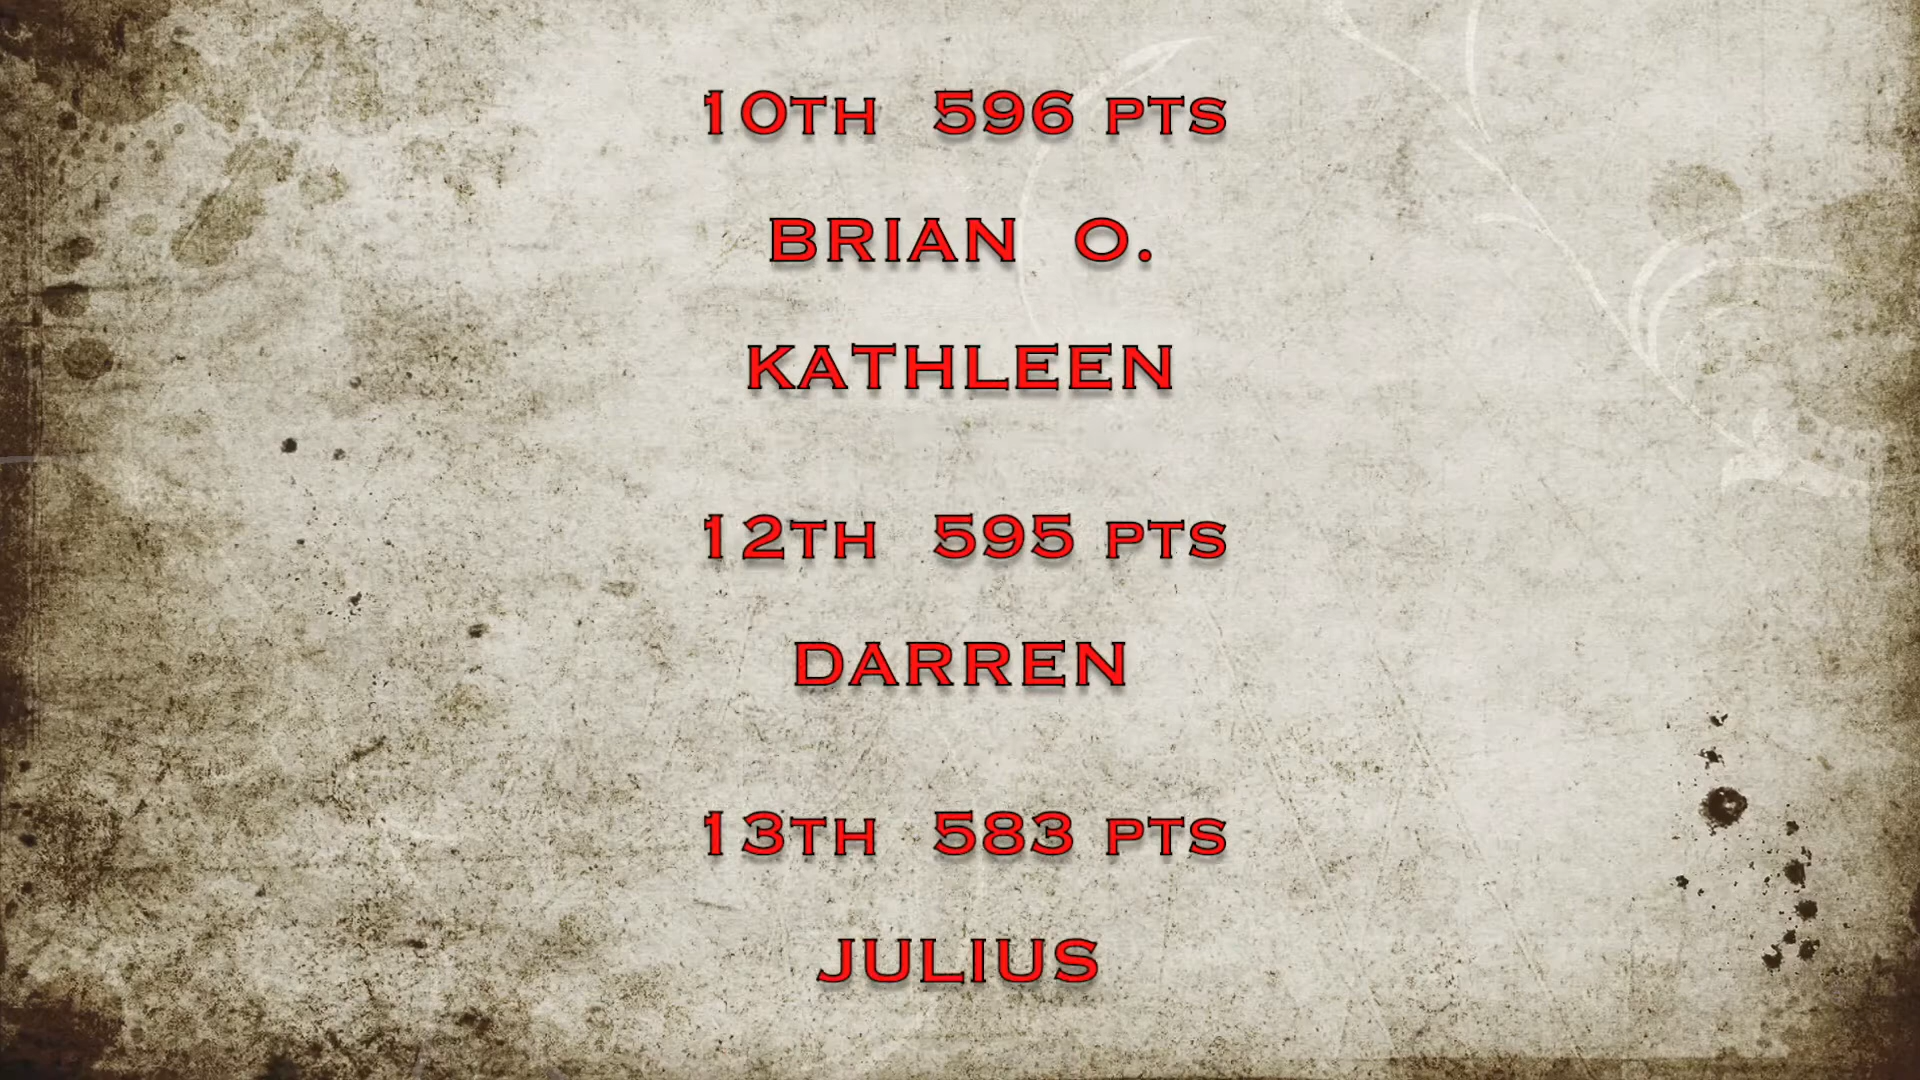 10TH 596 PTS
BRIAN O.
KATHLEEN
12TH 595 PTS
DARREN
13TH 583 PTS
JULIUS